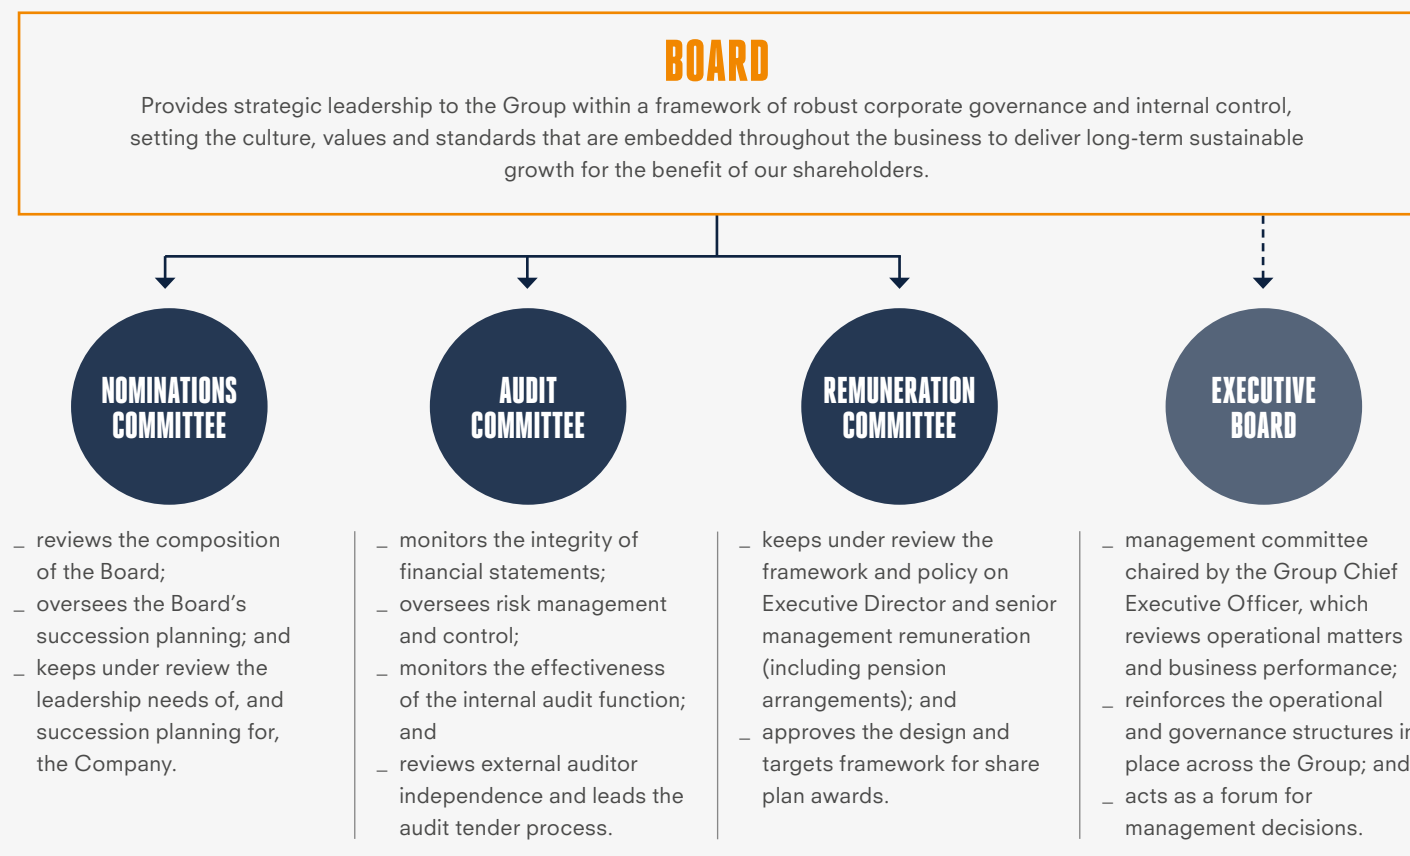 BOARD
Provides strategic leadership to the Group within a framework of robust corporate governance and internal control,
setting the culture, values and standards that are embedded throughout the business to deliver long-term sustainable
growth for the benefit of our shareholders.
NOMINATIONS
COMMITTEE
_ reviews the composition
of the Board;
_ oversees the Board’s
succession planning; and
_ keeps under review the
leadership needs of, and
succession planning for,
the Company.
AUDIT
COMMITTEE
_ monitors the integrity of
financial statements;
_ oversees risk management
and control;
_ monitors the effectiveness
of the internal audit function;
and
_ reviews external auditor
independence and leads the
audit tender process.
REMUNERATION
COMMITTEE
_ keeps under review the
framework and policy on
Executive Director and senior
management remuneration
(including pension
arrangements); and
_ approves the design and
targets framework for share
plan awards.
EXECUTIVE
BOARD
_ management committee
chaired by the Group Chief
Executive Officer, which
reviews operational matters
and business performance;
_ reinforces the operational
and governance structures in
place across the Group; and
_ acts as a forum for
management decisions.